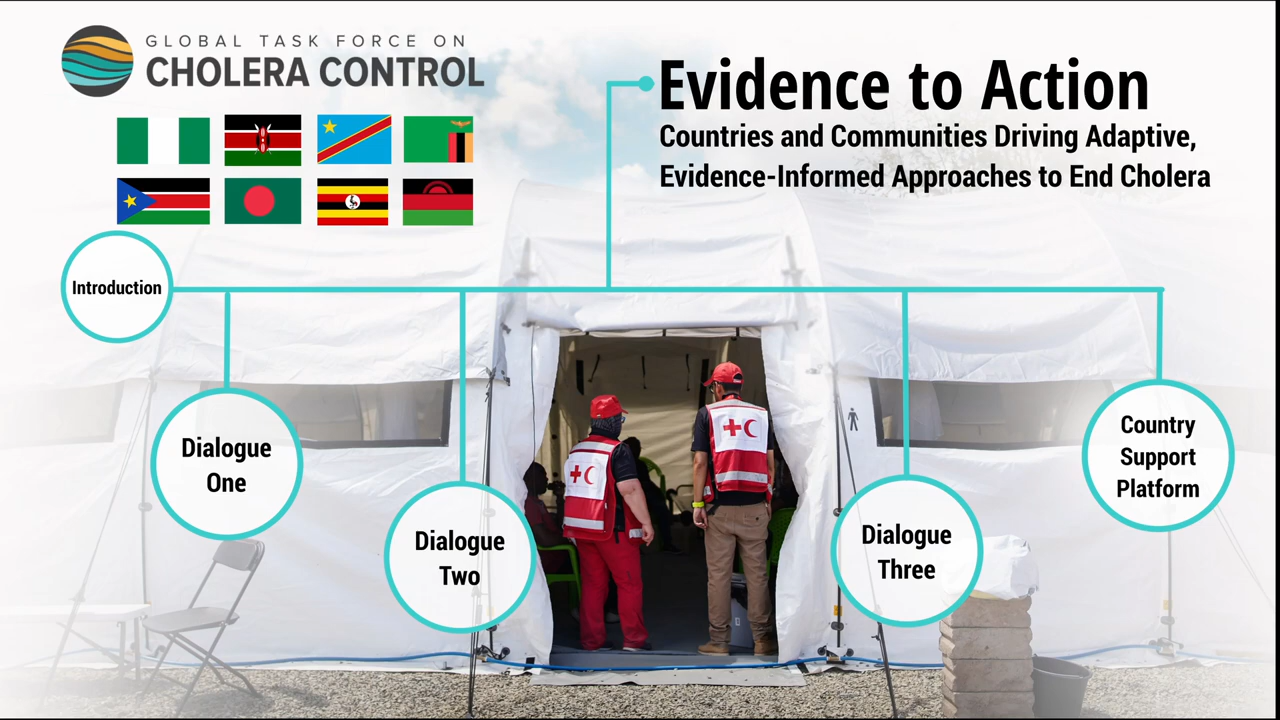 GLOBAL TASK FORCE ON
CHOLERA CONTROL
Evidence to Action
Countries and Communities Driving Adaptive,
Evidence-Informed Approaches to End Cholera
Introduction
Dialogue
One
Dialogue
Two
Dialogue
Three
Country
Support
Platform